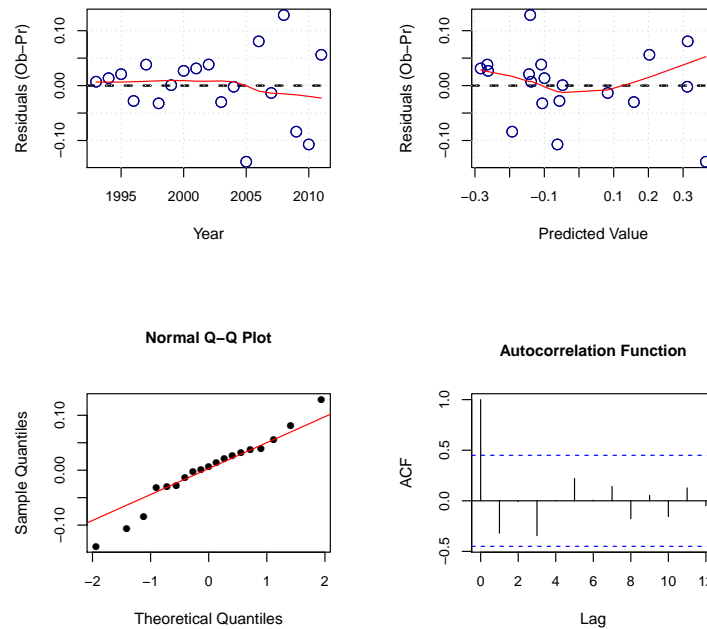 Residuals (Ob−Pr)
0.10
0.00
−0.10
1995 2000 2005 2010
Year
Residuals (Ob−Pr)
0.10
0.00
−0.10
−0.3 −0.1 0.1 0.3
Predicted Value
Normal Q−Q Plot
Sample Quantiles
0.10
0.00
−0.10
−2 −1 0 1 2
Theoretical Quantiles
Autocorrelation Function
ACF
1.0
0.5
0.0
−0.5
0 2 4 6 8 10 12
Lag